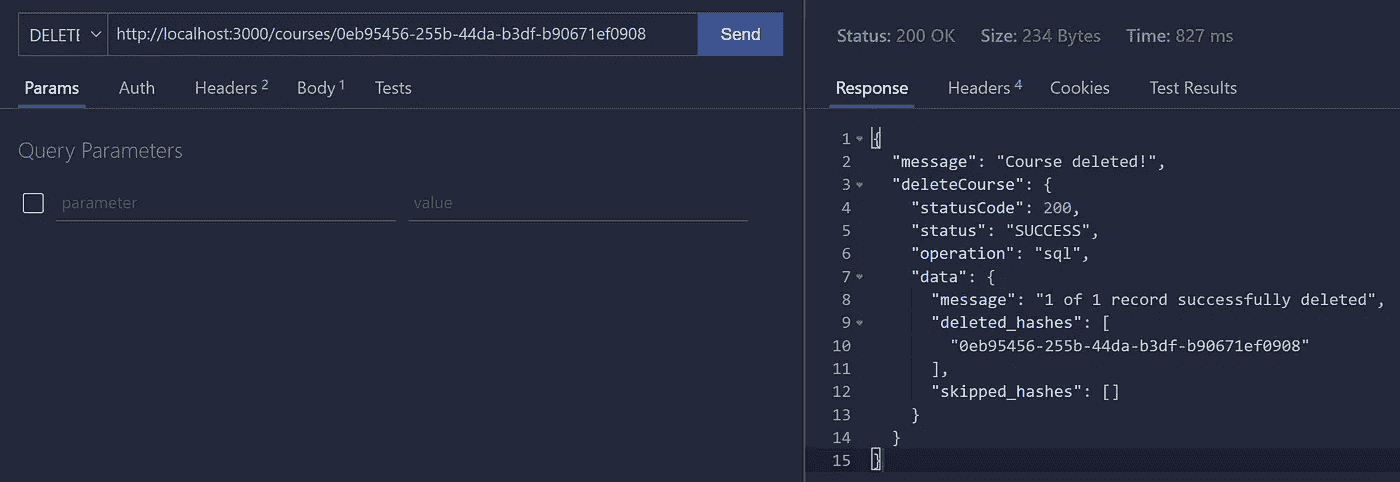 DELETE http://localhost:3000/courses/0eb95456-255b-44da-b3df-b90671ef0908 Send
Params Auth Headers 2 Body 1 Tests
Query Parameters
parameter value
Status: 200 OK Size: 234 Bytes Time: 827 ms
Response Headers 4 Cookies Test Results
1 {
2 "message": "Course deleted!",
3 "deleteCourse": {
4 "statusCode": 200,
5 "status": "SUCCESS",
6 "operation": "sql",
7 "data": {
8 "message": "1 of 1 record successfully deleted",
9 "deleted_hashes": [
10 "0eb95456-255b-44da-b3df-b90671ef0908"
11 ],
12 "skipped_hashes": []
13 }
14 }
15 }